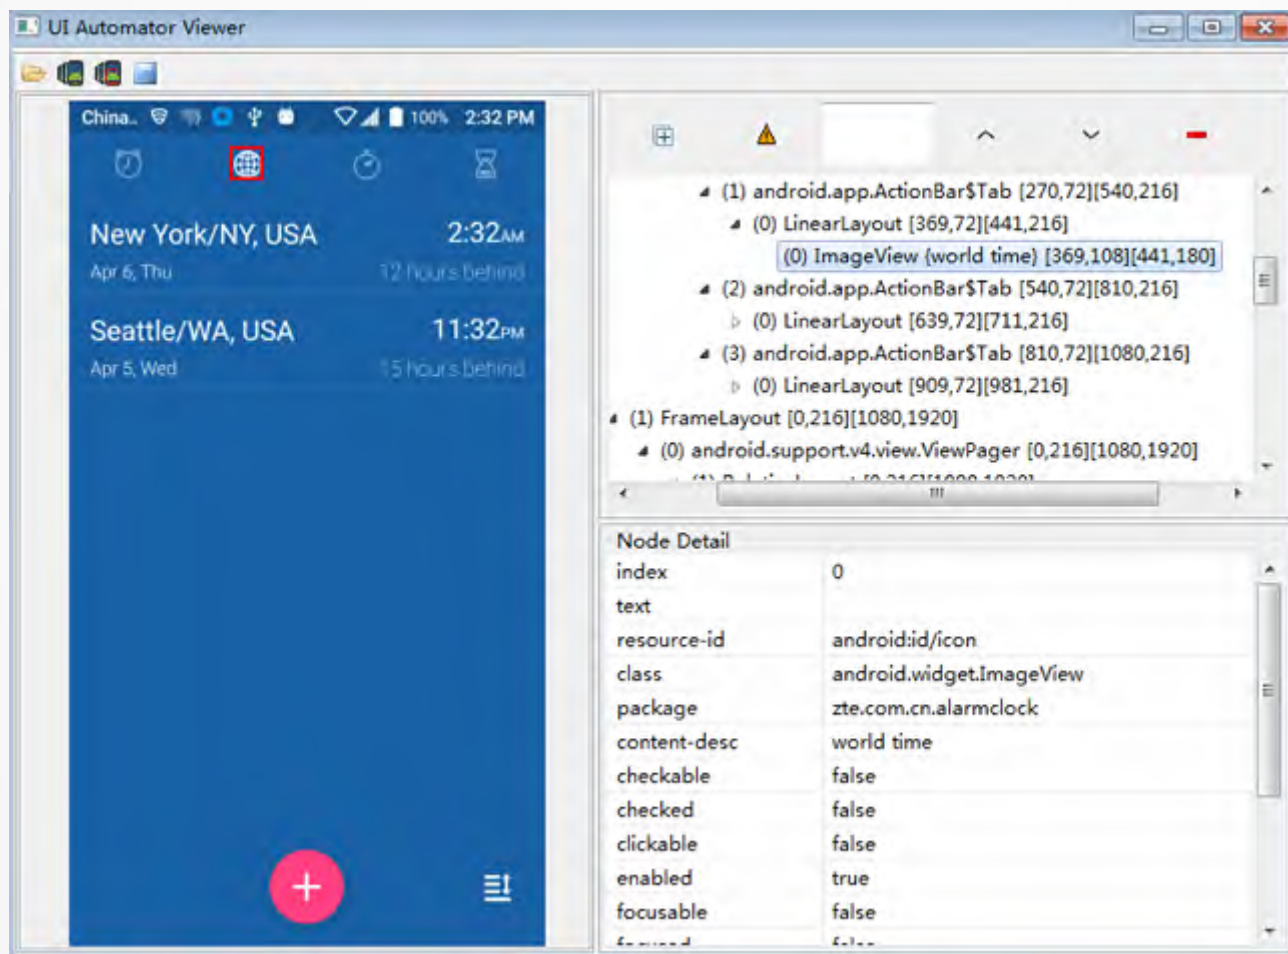 UI Automator Viewer
China.. 100% 2:32 PM
New York/NY, USA 2:32AM
Apr 6, Thu 12 hours behind
Seattle/WA, USA 11:32PM
Apr 5, Wed 15 hours behind
(1) android.app.ActionBar$Tab [270,72][540,216]
(0) LinearLayout [369,72][441,216]
(0) ImageView {world time} [369,108][441,180]
(2) android.app.ActionBar$Tab [540,72][810,216]
(0) LinearLayout [639,72][711,216]
(3) android.app.ActionBar$Tab [810,72][1080,216]
(0) LinearLayout [909,72][981,216]
(1) FrameLayout [0,216][1080,1920]
(0) android.support.v4.view.ViewPager [0,216][1080,1920]
Node Detail
index 0
text
resource-id android:id/icon
class android.widget.ImageView
package zte.com.cn.alarmclock
content-desc world time
checkable false
checked false
clickable false
enabled true
focusable false